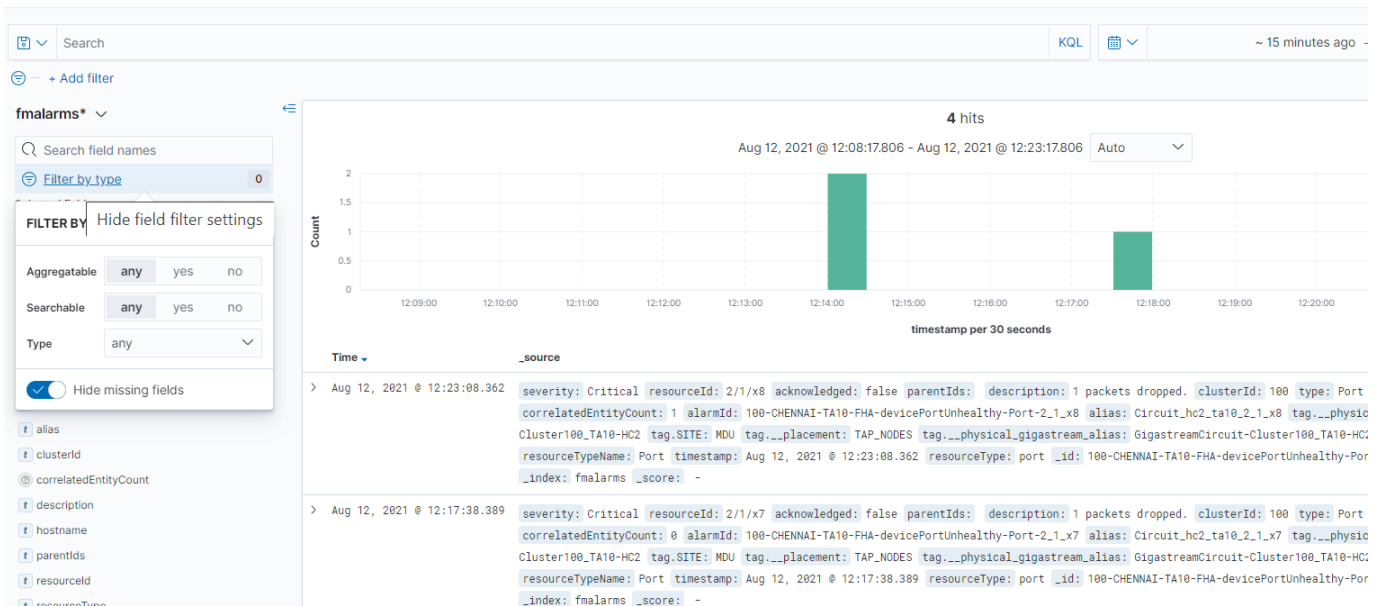 Search KQL ~ 15 minutes ago
+ Add filter
fmalarms*
Search field names
Filter by type 0
Hide field filter settings
FILTER BY
Aggregatable any yes no
Searchable any yes no
Type any
Hide missing fields
alias
clusterId
correlatedEntityCount
description
hostname
parentIds
resourceId
resourceType
4 hits
Aug 12, 2021 @ 12:08:17.806 - Aug 12, 2021 @ 12:23:17.806 Auto
Count
2
1.5
1
0.5
0
12:09:00 12:10:00 12:11:00 12:12:00 12:13:00 12:14:00 12:15:00 12:16:00 12:17:00 12:18:00 12:19:00 12:20:00
timestamp per 30 seconds
Time _source
Aug 12, 2021 @ 12:23:08.362 severity: Critical resourceId: 2/1/x8 acknowledged: false parentIds: description: 1 packets dropped. clusterId: 100 type: Port
correlatedEntityCount: 1 alarmId: 100-CHENNAI-TA10-FHA-devicePortUnhealthy-Port-2_1_x8 alias: Circuit_hc2_ta10_2_1_x8 tag.__physic
Cluster100_TA10-HC2 tag.SITE: MDU tag.__placement: TAP_NODES tag.__physical_gigastream_alias: GigastreamCircuit-Cluster100_TA10-HC2
resourceTypeName: Port timestamp: Aug 12, 2021 @ 12:23:08.362 resourceType: port _id: 100-CHENNAI-TA10-FHA-devicePortUnhealthy-Por
_index: fmalarms _score: -
Aug 12, 2021 @ 12:17:38.389 severity: Critical resourceId: 2/1/x7 acknowledged: false parentIds: description: 1 packets dropped. clusterId: 100 type: Port
correlatedEntityCount: 0 alarmId: 100-CHENNAI-TA10-FHA-devicePortUnhealthy-Port-2_1_x7 alias: Circuit_hc2_ta10_2_1_x7 tag.__physic
Cluster100_TA10-HC2 tag.SITE: MDU tag.__placement: TAP_NODES tag.__physical_gigastream_alias: GigastreamCircuit-Cluster100_TA10-HC2
resourceTypeName: Port timestamp: Aug 12, 2021 @ 12:17:38.389 resourceType: port _id: 100-CHENNAI-TA10-FHA-devicePortUnhealthy-Por
_index: fmalarms _score: -